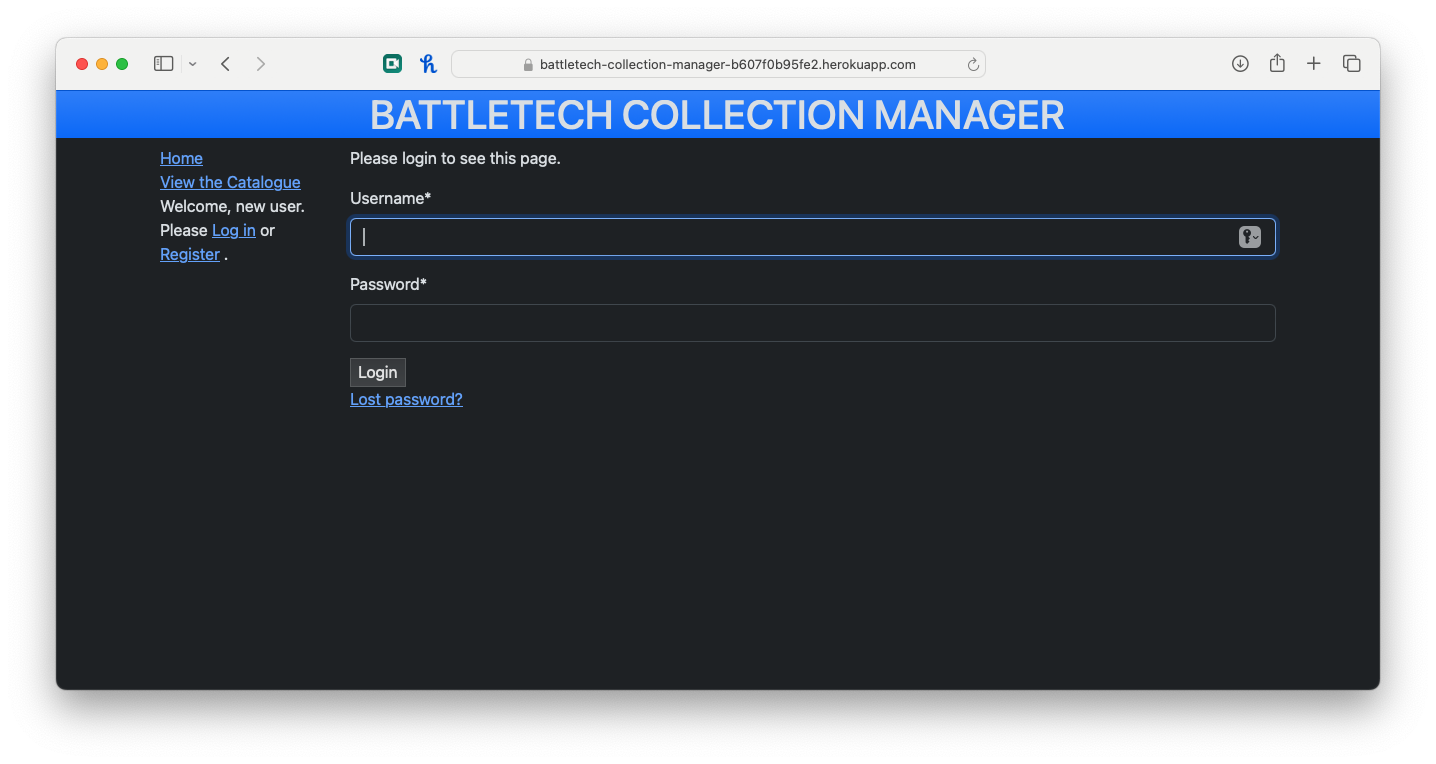 battletech-collection-manager-b607f0b95fe2.herokuapp.com
BATTLETECH COLLECTION MANAGER
Home
View the Catalogue
Welcome, new user.
Please Log in or
Register .
Please login to see this page.
Username*
Password*
Login
Lost password?